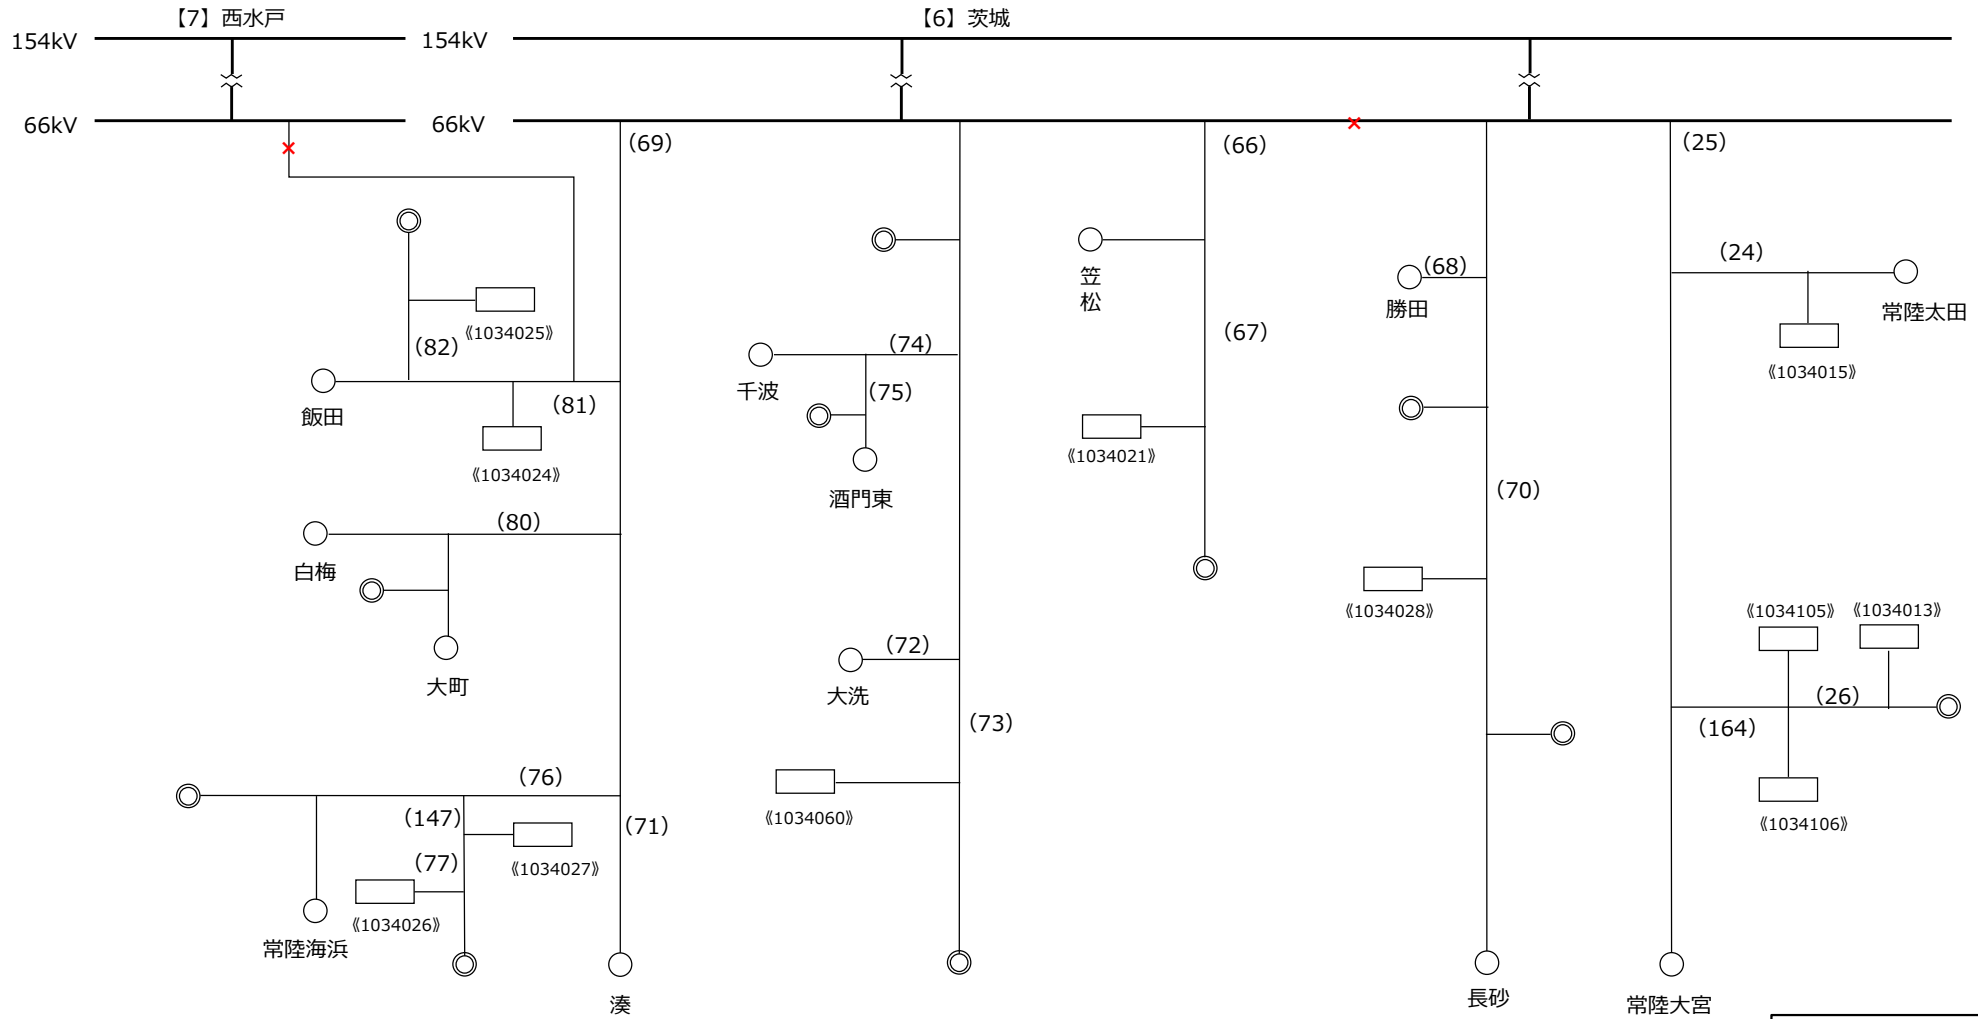 【7】西水戸
【6】茨城
154kV
154kV
66kV
66kV
（69）
（66）
（25）
（24）
常陸太田
《1034015》
笠松
（68）
勝田
（67）
《1034025》
（82）
飯田
（81）
《1034024》
（74）
千波
（75）
酒門東
《1034021》
（70）
（80）
白梅
大町
《1034028》
《1034105》
《1034013》
（72）
大洗
（73）
（26）
（164）
《1034106》
（76）
（147）
（71）
《1034060》
（77）
《1034027》
《1034026》
常陸海浜
湊
長砂
常陸大宮